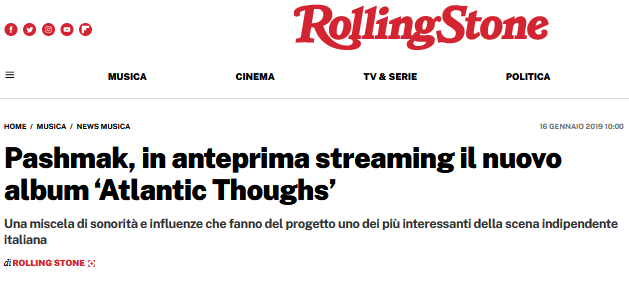 RollingStone
MUSICA CINEMA TV & SERIE POLITICA
HOME / MUSICA / NEWS MUSICA 16 GENNAIO 2019 10:00
Pashmak, in anteprima streaming il nuovo
album ‘Atlantic Thoughs’
Una miscela di sonorità e influenze che fanno del progetto uno dei più interessanti della scena indipendente
italiana
di ROLLING STONE